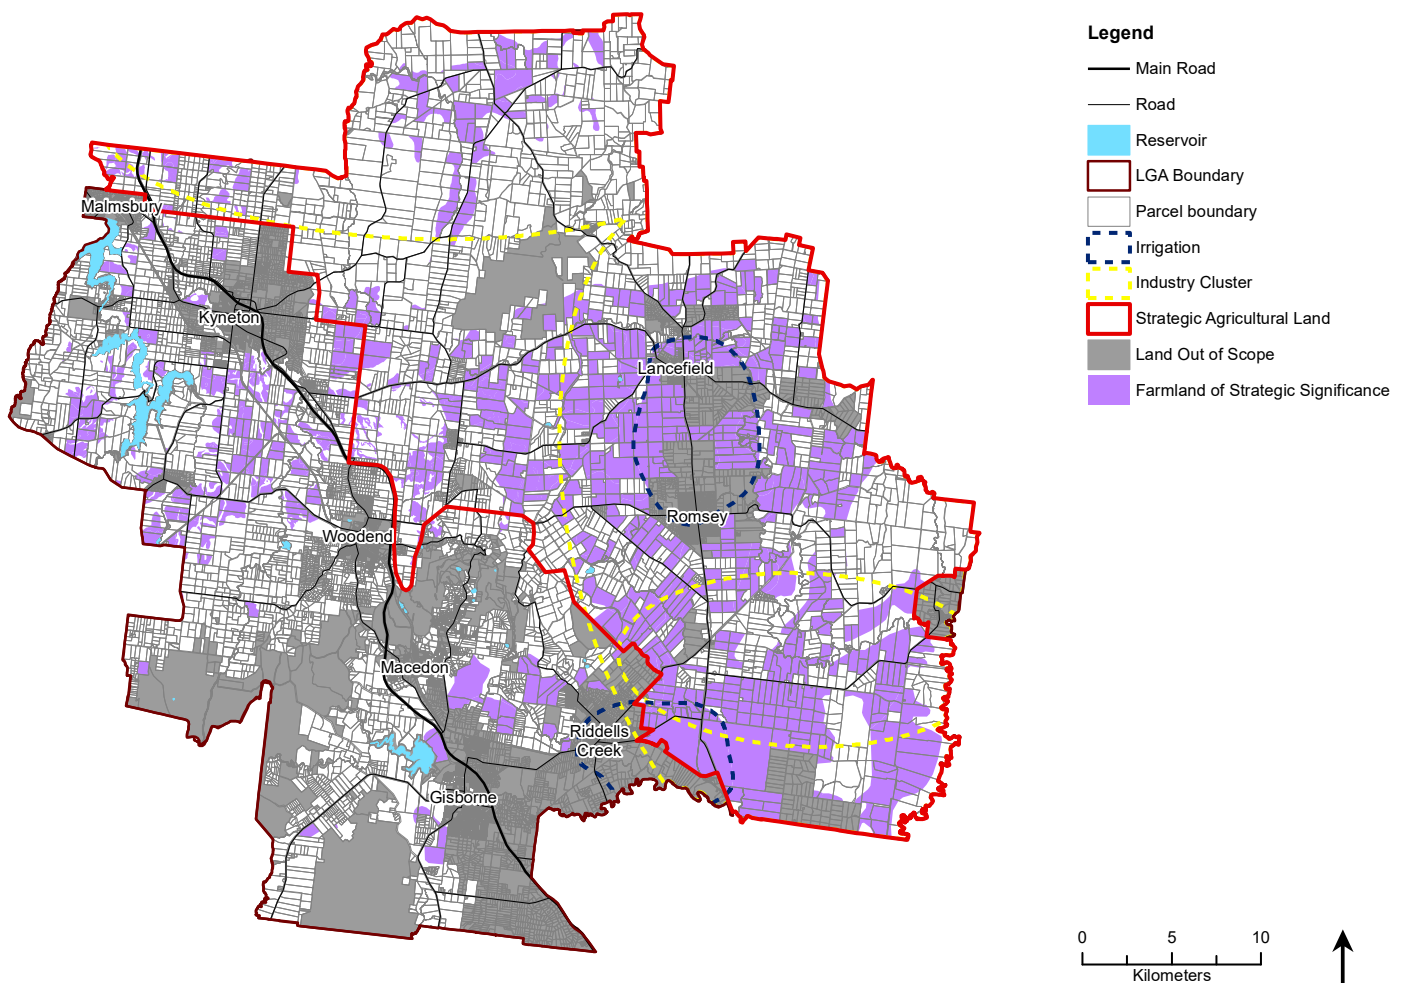 Legend
Main Road
Road
Reservoir
LGA Boundary
Parcel boundary
Irrigation
Industry Cluster
Strategic Agricultural Land
Land Out of Scope
Farmland of Strategic Significance
Malmsbury
Kyneton
Lancefield
Romsey
Woodend
Macedon
Riddells
Creek
Gisborne
0 5 10
Kilometers